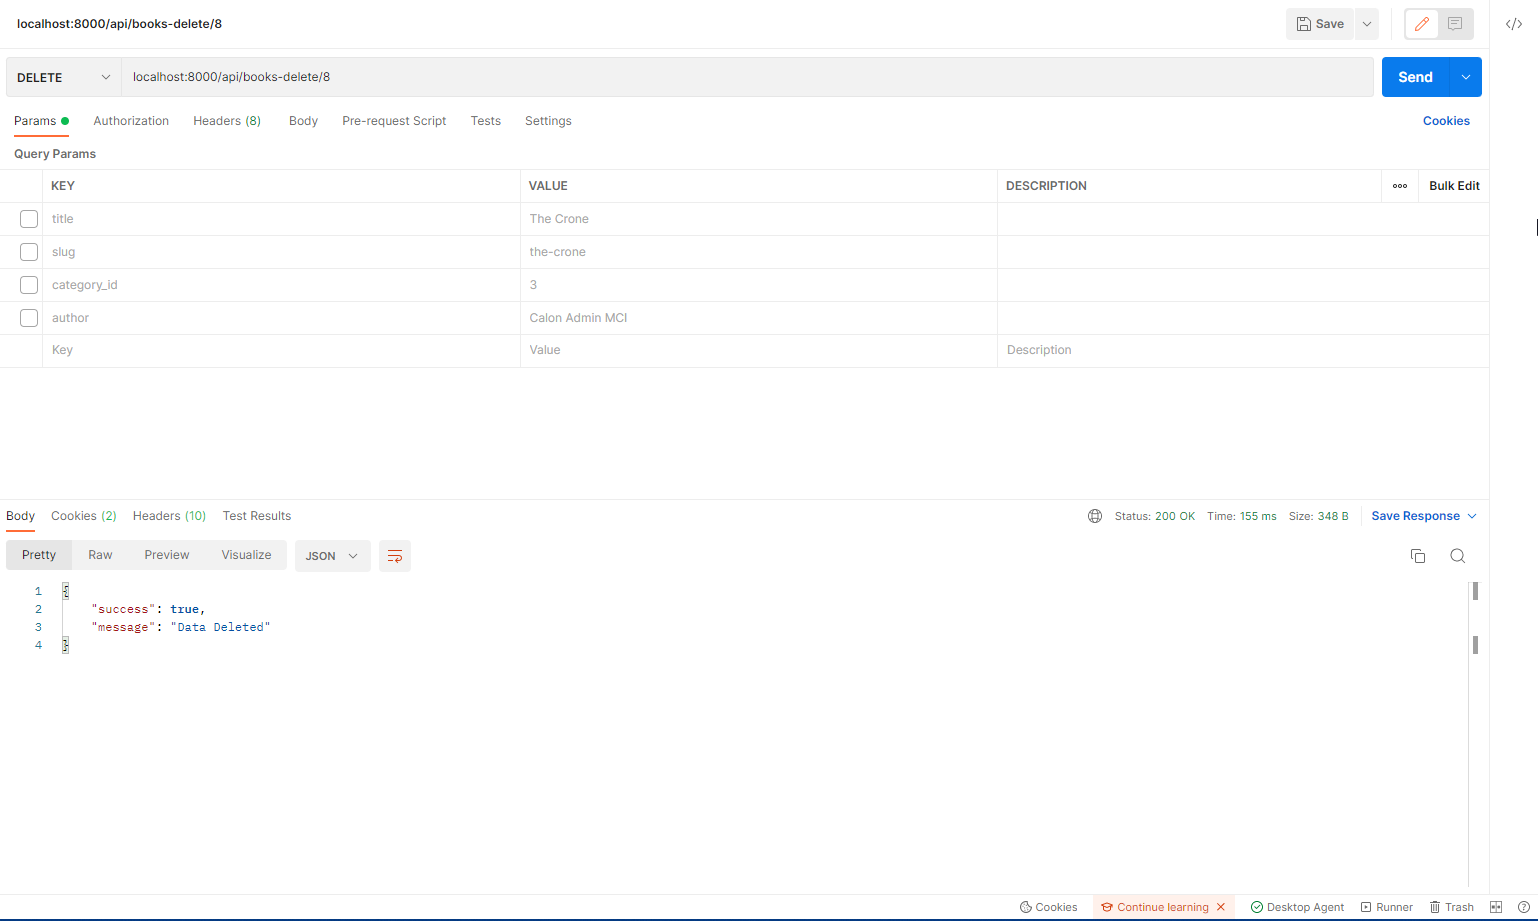 localhost:8000/api/books-delete/8
Save
DELETE localhost:8000/api/books-delete/8 Send
Params Authorization Headers (8) Body Pre-request Script Tests Settings Cookies
Query Params
KEY VALUE DESCRIPTION ooo Bulk Edit
title The Crone
slug the-crone
category_id 3
author Calon Admin MCI
Key Value Description
Body Cookies (2) Headers (10) Test Results Status: 200 OK Time: 155 ms Size: 348 B Save Response
Pretty Raw Preview Visualize JSON
1 {
2 "success": true,
3 "message": "Data Deleted"
4 }
Cookies Continue learning Desktop Agent Runner Trash